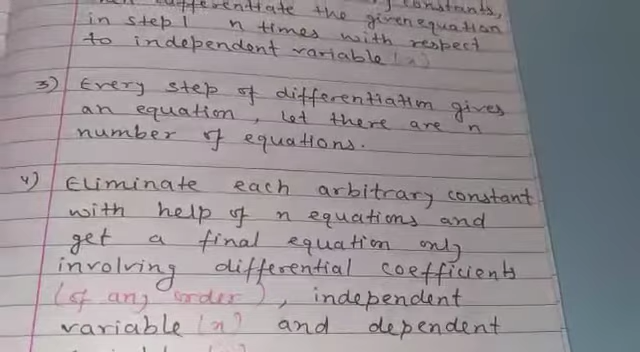 differentiate the given equation
in step 1 n times with respect
to independent variable (x)
3) Every step of differentiation gives
an equation, let there are n
number of equations.
4) Eliminate each arbitrary constant
with help of n equations and
get a final equation only
involving differential coefficients
(of any order), independent
variable (x) and dependent